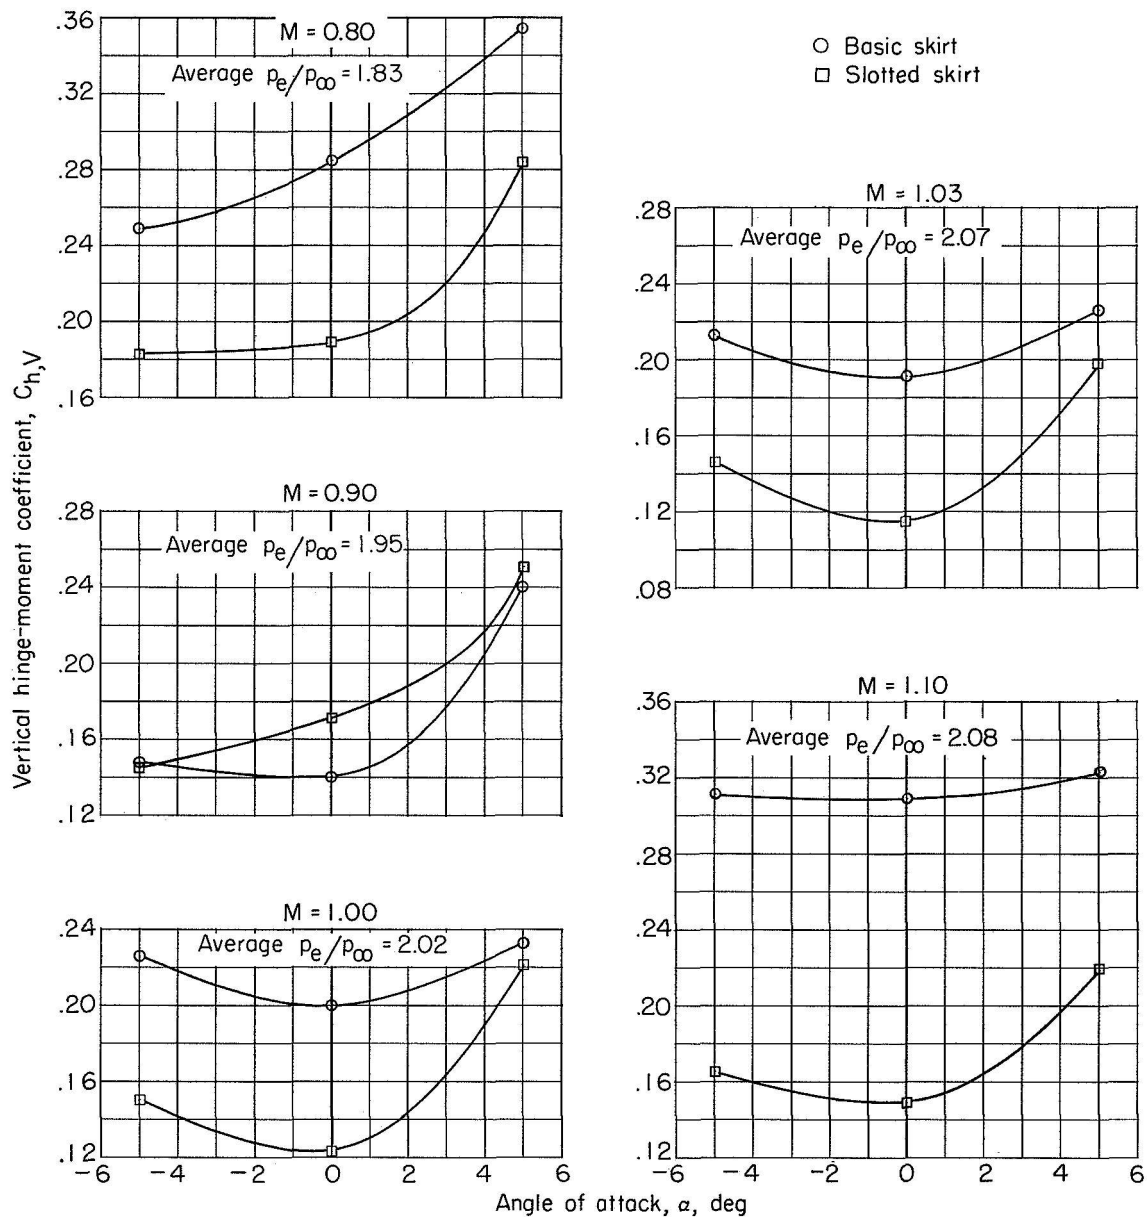 M = 0.80
Average pe/p∞ = 1.83
.36
.32
.28
.24
.20
.16
M = 0.90
Average pe/p∞ = 1.95
.28
.24
.20
.16
.12
M = 1.00
Average pe/p∞ = 2.02
.24
.20
.16
.12
-6 -4 -2 0 2 4 6
Vertical hinge-moment coefficient, Ch,V
○ Basic skirt
□ Slotted skirt
M = 1.03
Average pe/p∞ = 2.07
.28
.24
.20
.16
.12
.08
M = 1.10
Average pe/p∞ = 2.08
.36
.32
.28
.24
.20
.16
.12
-6 -4 -2 0 2 4 6
Angle of attack, α, deg